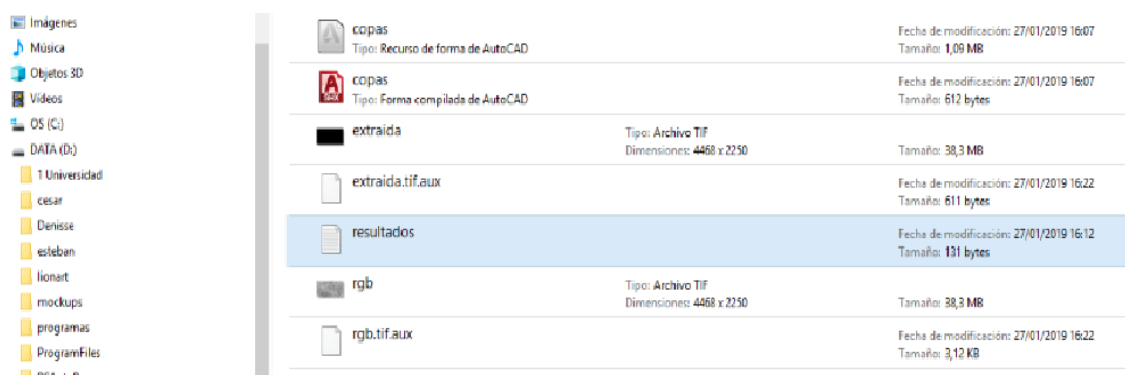 Imágenes
Música
Objetos 3D
Vídeos
OS (C:)
DATA (D:)
1 Universidad
cesar
Denisse
esteban
lionart
mockups
programas
ProgramFiles
copas
Tipo: Recurso de forma de AutoCAD
Fecha de modificación: 27/01/2019 16:07
Tamaño: 1,09 MB
copas
Tipo: Forma compilada de AutoCAD
Fecha de modificación: 27/01/2019 16:07
Tamaño: 612 bytes
extraida
Tipo: Archivo TIF
Dimensiones: 4468 x 2250
Tamaño: 38,3 MB
extraida.tif.aux
Fecha de modificación: 27/01/2019 16:22
Tamaño: 611 bytes
resultados
Fecha de modificación: 27/01/2019 16:12
Tamaño: 131 bytes
rgb
Tipo: Archivo TIF
Dimensiones: 4468 x 2250
Tamaño: 38,3 MB
rgb.tif.aux
Fecha de modificación: 27/01/2019 16:22
Tamaño: 3,12 KB